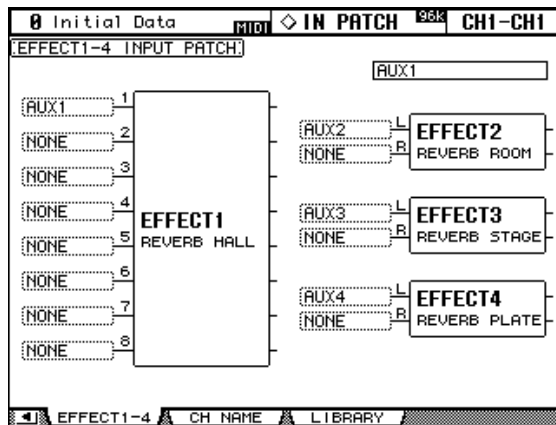 0 Initial Data MIDI ◇ IN PATCH 96k CH1-CH1
EFFECT1-4 INPUT PATCH
AUX1
AUX1 1
NONE 2
NONE 3
NONE 4
NONE 5
NONE 6
NONE 7
NONE 8
EFFECT1
REVERB HALL
AUX2 L EFFECT2
NONE R REVERB ROOM
AUX3 L EFFECT3
NONE R REVERB STAGE
AUX4 L EFFECT4
NONE R REVERB PLATE
EFFECT1-4 CH NAME LIBRARY